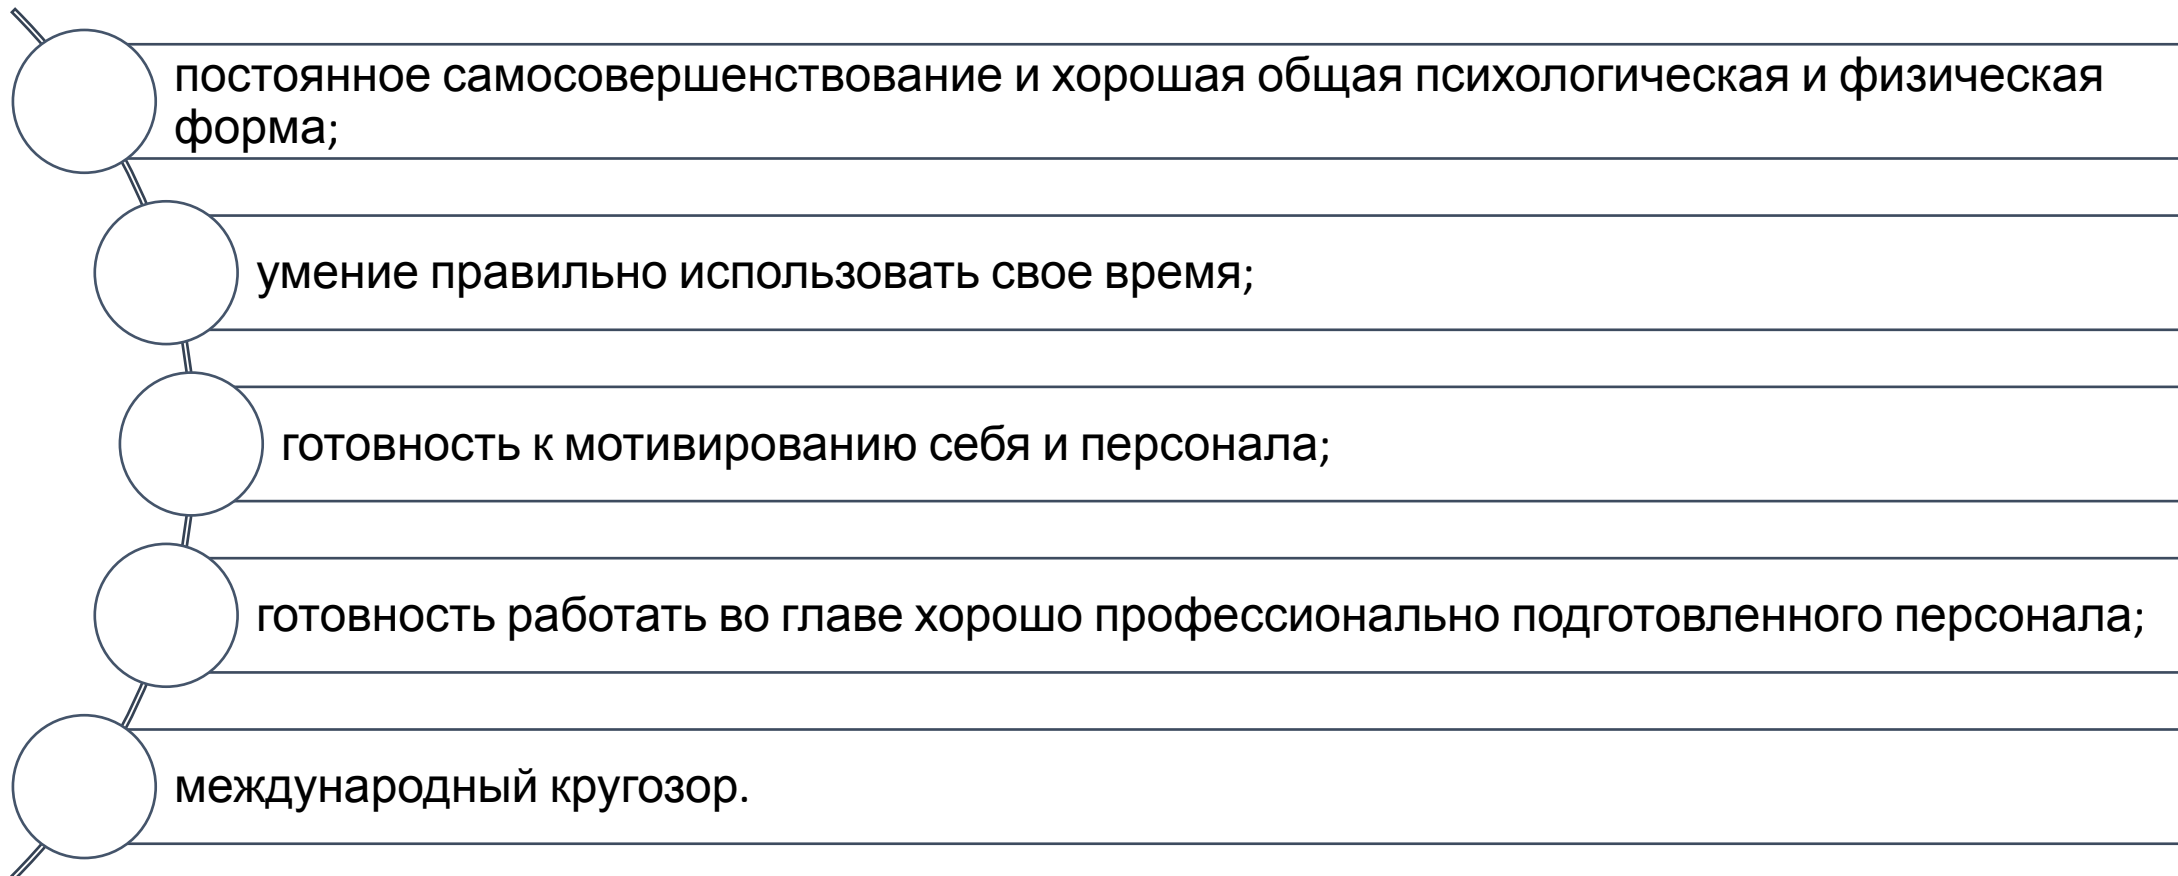 постоянное самосовершенствование и хорошая общая психологическая и физическая
форма;
умение правильно использовать свое время;
готовность к мотивированию себя и персонала;
готовность работать во главе хорошо профессионально подготовленного персонала;
международный кругозор.